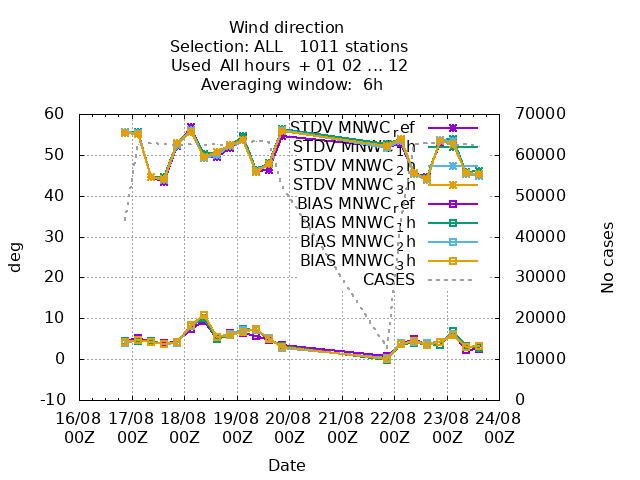 Wind direction
Selection: ALL   1011 stations
Used  All hours  + 01 02 ... 12
Averaging window:  6h
60 70000
50 60000
40 50000
30 40000
20 30000
10 20000
0 10000
-10 0
deg
No cases
STDV MNWC_ref
STDV MNWC_1h
STDV MNWC_2h
STDV MNWC_3h
BIAS MNWC_ref
BIAS MNWC_1h
BIAS MNWC_2h
BIAS MNWC_3h
CASES
16/08 17/08 18/08 19/08 20/08 21/08 22/08 23/08 24/08
00Z 00Z 00Z 00Z 00Z 00Z 00Z 00Z 00Z
Date